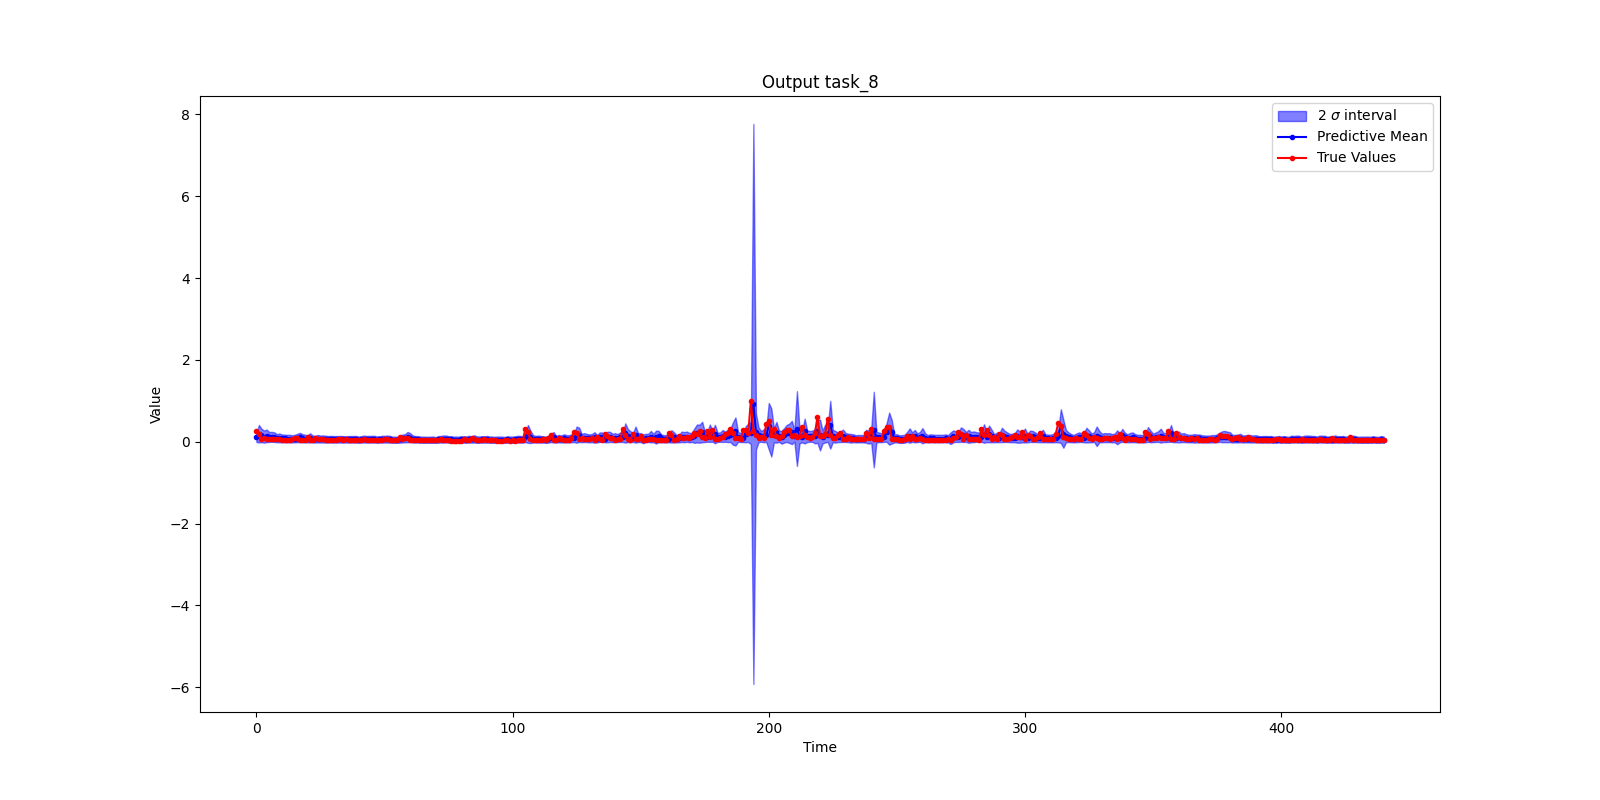 Output task_8
2 σ interval
Predictive Mean
True Values
8
6
4
2
0
−2
−4
−6
Value
0 100 200 300 400
Time